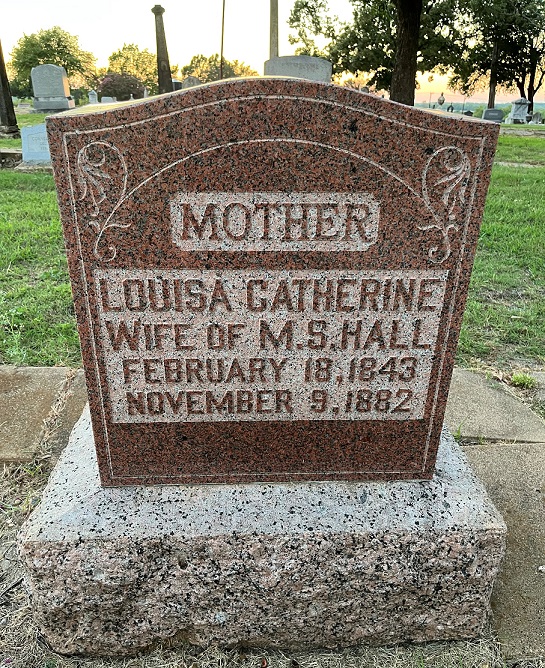 MOTHER
LOUISA CATHERINE
WIFE OF M.S. HALL
FEBRUARY 18, 1843
NOVEMBER 9, 1882